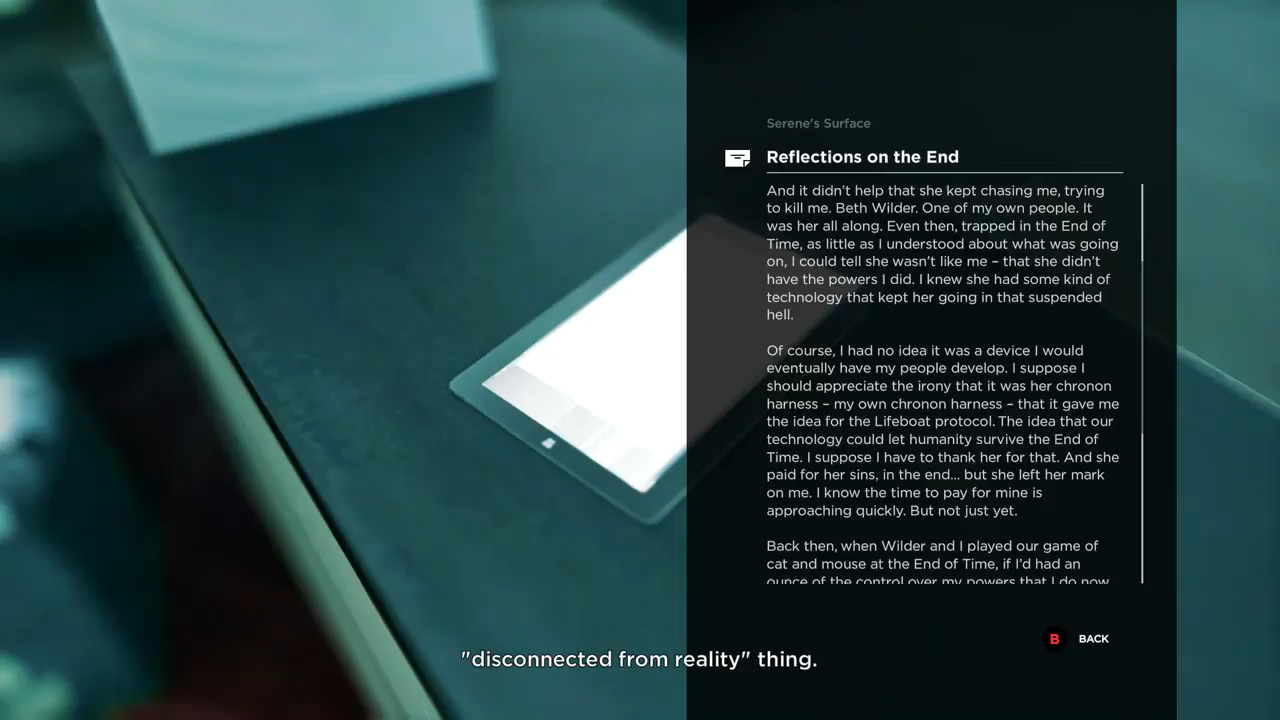 Serene's Surface
Reflections on the End
And it didn't help that she kept chasing me, trying
to kill me. Beth Wilder. One of my own people. It
was her all along. Even then, trapped in the End of
Time, as little as I understood about what was going
on, I could tell she wasn't like me – that she didn't
have the powers I did. I knew she had some kind of
technology that kept her going in that suspended
hell.
Of course, I had no idea it was a device I would
eventually have my people develop. I suppose I
should appreciate the irony that it was her chronon
harness – my own chronon harness – that it gave me
the idea for the Lifeboat protocol. The idea that our
technology could let humanity survive the End of
Time. I suppose I have to thank her for that. And she
paid for her sins, in the end... but she left her mark
on me. I know the time to pay for mine is
approaching quickly. But not just yet.
Back then, when Wilder and I played our game of
cat and mouse at the End of Time, if I'd had an
ounce of the control over my powers that I do now
B BACK
"disconnected from reality" thing.